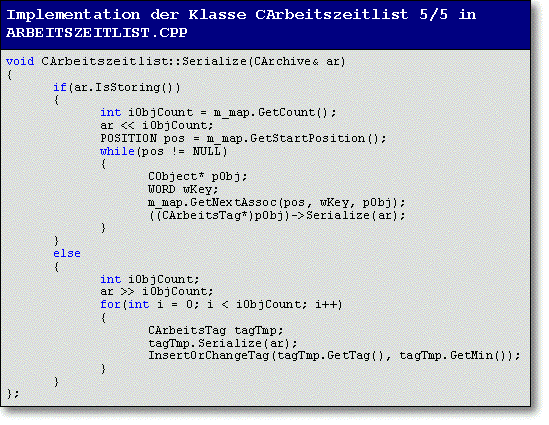 Implementation der Klasse CArbeitszeitlist 5/5 in
ARBEITSZEITLIST.CPP
void CArbeitszeitlist::Serialize(CArchive& ar)
{
if(ar.IsStoring())
{
int iObjCount = m_map.GetCount();
ar << iObjCount;
POSITION pos = m_map.GetStartPosition();
while(pos != NULL)
{
CObject* pObj;
WORD wKey;
m_map.GetNextAssoc(pos, wKey, pObj);
((CArbeitsTag*)pObj)->Serialize(ar);
}
}
else
{
int iObjCount;
ar >> iObjCount;
for(int i = 0; i < iObjCount; i++)
{
CArbeitsTag tagTmp;
tagTmp.Serialize(ar);
InsertOrChangeTag(tagTmp.GetTag(), tagTmp.GetMin());
}
}
};